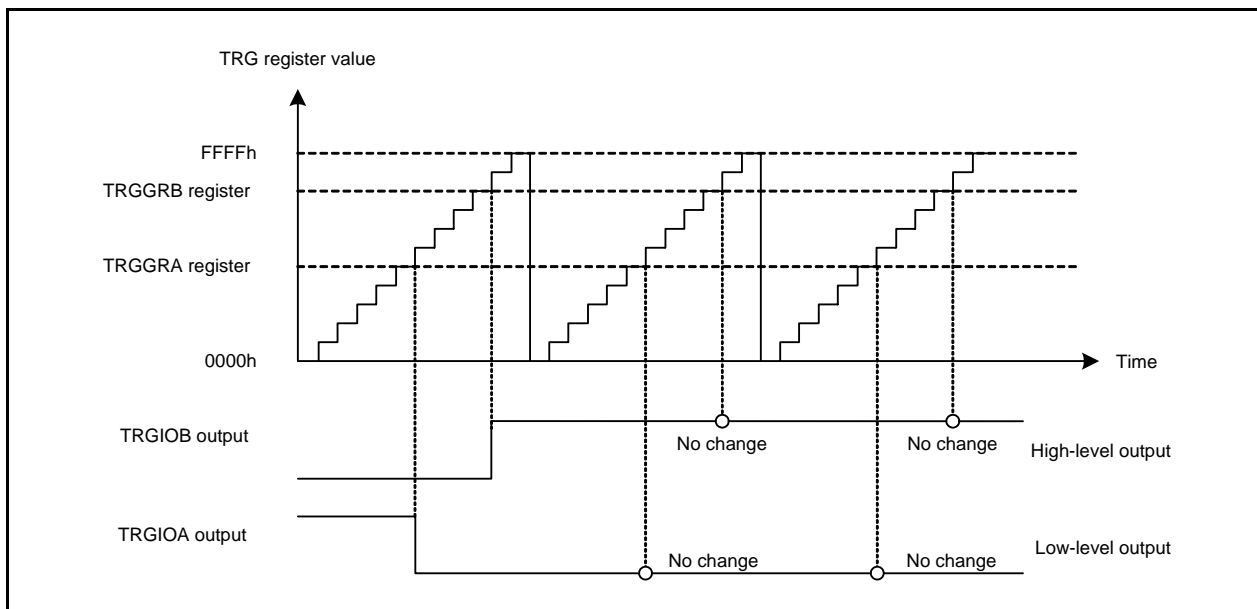 TRG register value
FFFFh
TRGGRB register
TRGGRA register
0000h
Time
TRGIOB output
No change
No change
High-level output
TRGIOA output
No change
No change
Low-level output